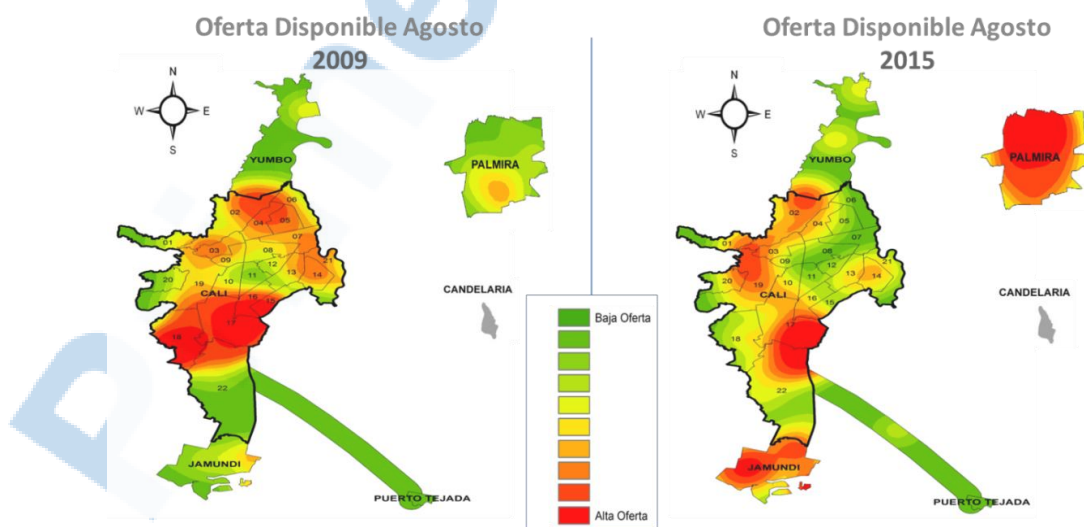 Oferta Disponible Agosto
2009
N
W E
S
YUMBO
PALMIRA
02
06
04
05
01
03
07
09
08
12
21
20
19
10
11
13
14
CALI
16
15
17
18
22
CANDELARIA
JAMUNDI
PUERTO TEJADA
Baja Oferta
Alta Oferta
Oferta Disponible Agosto
2015
N
W E
S
YUMBO
PALMIRA
02
06
04
05
01
03
07
09
08
12
21
20
19
10
11
13
14
CALI
16
15
17
18
22
CANDELARIA
JAMUNDI
PUERTO TEJADA